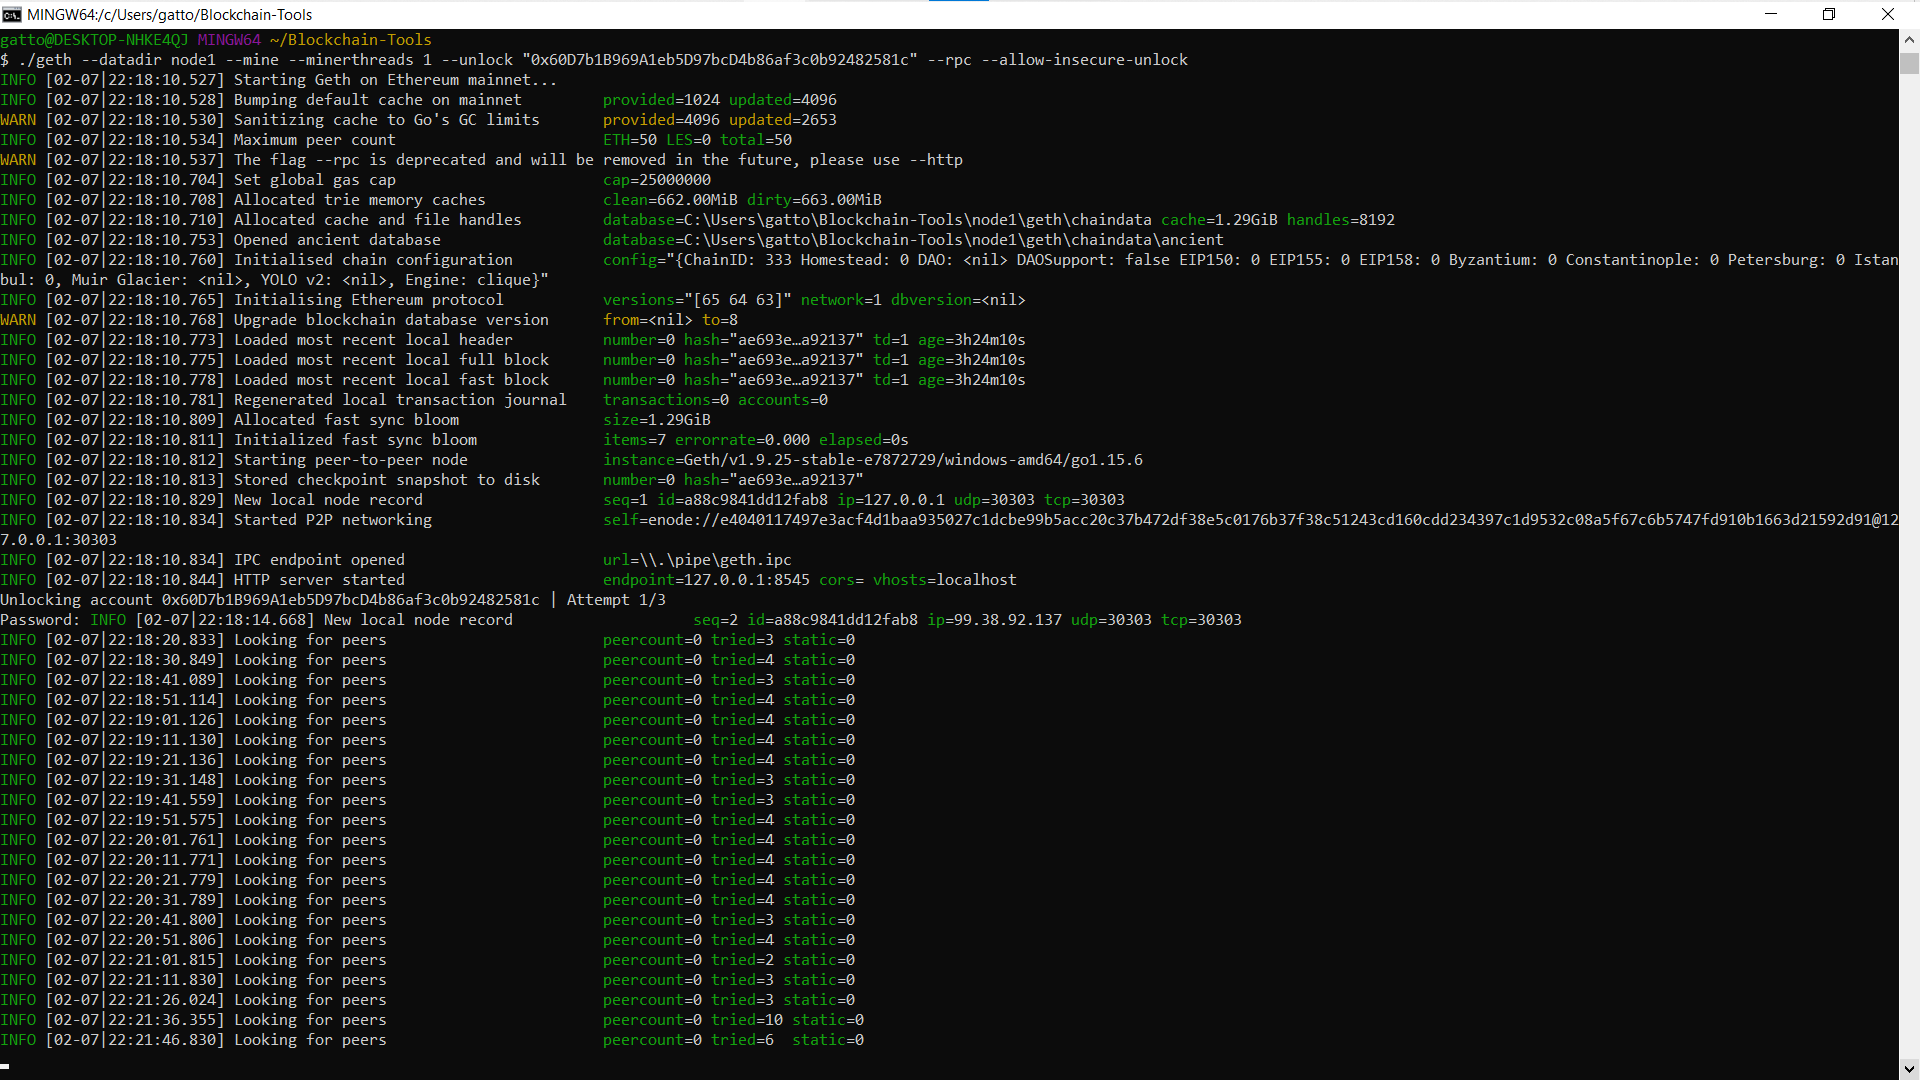 MINGW64:/c/Users/gatto/Blockchain-Tools
gatto@DESKTOP-NHKE4QJ MINGW64 ~/Blockchain-Tools
$ ./geth --datadir node1 --mine --minerthreads 1 --unlock "0x60D7b1B969A1eb5D97bcD4b86af3c0b92482581c" --rpc --allow-insecure-unlock
INFO [02-07|22:18:10.527] Starting Geth on Ethereum mainnet...
INFO [02-07|22:18:10.528] Bumping default cache on mainnet         provided=1024 updated=4096
WARN [02-07|22:18:10.530] Sanitizing cache to Go's GC limits       provided=4096 updated=2653
INFO [02-07|22:18:10.534] Maximum peer count                       ETH=50 LES=0 total=50
WARN [02-07|22:18:10.537] The flag --rpc is deprecated and will be removed in the future, please use --http
INFO [02-07|22:18:10.704] Set global gas cap                       cap=25000000
INFO [02-07|22:18:10.708] Allocated trie memory caches             clean=662.00MiB dirty=663.00MiB
INFO [02-07|22:18:10.710] Allocated cache and file handles         database=C:\Users\gatto\Blockchain-Tools\node1\geth\chaindata cache=1.29GiB handles=8192
INFO [02-07|22:18:10.753] Opened ancient database                  database=C:\Users\gatto\Blockchain-Tools\node1\geth\chaindata\ancient
INFO [02-07|22:18:10.760] Initialised chain configuration          config="{ChainID: 333 Homestead: 0 DAO: <nil> DAOSupport: false EIP150: 0 EIP155: 0 EIP158: 0 Byzantium: 0 Constantinople: 0 Petersburg: 0 Istan
bul: 0, Muir Glacier: <nil>, YOLO v2: <nil>, Engine: clique}"
INFO [02-07|22:18:10.765] Initialising Ethereum protocol           versions="[65 64 63]" network=1 dbversion=<nil>
WARN [02-07|22:18:10.768] Upgrade blockchain database version      from=<nil> to=8
INFO [02-07|22:18:10.773] Loaded most recent local header          number=0 hash="ae693e…a92137" td=1 age=3h24m10s
INFO [02-07|22:18:10.775] Loaded most recent local full block      number=0 hash="ae693e…a92137" td=1 age=3h24m10s
INFO [02-07|22:18:10.778] Loaded most recent local fast block      number=0 hash="ae693e…a92137" td=1 age=3h24m10s
INFO [02-07|22:18:10.781] Regenerated local transaction journal    transactions=0 accounts=0
INFO [02-07|22:18:10.809] Allocated fast sync bloom                size=1.29GiB
INFO [02-07|22:18:10.811] Initialized fast sync bloom              items=7 errorrate=0.000 elapsed=0s
INFO [02-07|22:18:10.812] Starting peer-to-peer node               instance=Geth/v1.9.25-stable-e7872729/windows-amd64/go1.15.6
INFO [02-07|22:18:10.813] Stored checkpoint snapshot to disk       number=0 hash="ae693e…a92137"
INFO [02-07|22:18:10.829] New local node record                    seq=1 id=a88c9841dd12fab8 ip=127.0.0.1 udp=30303 tcp=30303
INFO [02-07|22:18:10.834] Started P2P networking                   self=enode://e4040117497e3acf4d1baa935027c1dcbe99b5acc20c37b472df38e5c0176b37f38c51243cd160cdd234397c1d9532c08a5f67c6b5747fd910b1663d21592d91@12
7.0.0.1:30303
INFO [02-07|22:18:10.834] IPC endpoint opened                      url=\\.\pipe\geth.ipc
INFO [02-07|22:18:10.844] HTTP server started                      endpoint=127.0.0.1:8545 cors= vhosts=localhost
Unlocking account 0x60D7b1B969A1eb5D97bcD4b86af3c0b92482581c | Attempt 1/3
Password: INFO [02-07|22:18:14.668] New local node record                    seq=2 id=a88c9841dd12fab8 ip=99.38.92.137 udp=30303 tcp=30303
INFO [02-07|22:18:20.833] Looking for peers                        peercount=0 tried=3 static=0
INFO [02-07|22:18:30.849] Looking for peers                        peercount=0 tried=4 static=0
INFO [02-07|22:18:41.089] Looking for peers                        peercount=0 tried=3 static=0
INFO [02-07|22:18:51.114] Looking for peers                        peercount=0 tried=4 static=0
INFO [02-07|22:19:01.126] Looking for peers                        peercount=0 tried=4 static=0
INFO [02-07|22:19:11.130] Looking for peers                        peercount=0 tried=4 static=0
INFO [02-07|22:19:21.136] Looking for peers                        peercount=0 tried=4 static=0
INFO [02-07|22:19:31.148] Looking for peers                        peercount=0 tried=3 static=0
INFO [02-07|22:19:41.559] Looking for peers                        peercount=0 tried=3 static=0
INFO [02-07|22:19:51.575] Looking for peers                        peercount=0 tried=4 static=0
INFO [02-07|22:20:01.761] Looking for peers                        peercount=0 tried=4 static=0
INFO [02-07|22:20:11.771] Looking for peers                        peercount=0 tried=4 static=0
INFO [02-07|22:20:21.779] Looking for peers                        peercount=0 tried=4 static=0
INFO [02-07|22:20:31.789] Looking for peers                        peercount=0 tried=4 static=0
INFO [02-07|22:20:41.800] Looking for peers                        peercount=0 tried=3 static=0
INFO [02-07|22:20:51.806] Looking for peers                        peercount=0 tried=4 static=0
INFO [02-07|22:21:01.815] Looking for peers                        peercount=0 tried=2 static=0
INFO [02-07|22:21:11.830] Looking for peers                        peercount=0 tried=3 static=0
INFO [02-07|22:21:26.024] Looking for peers                        peercount=0 tried=3 static=0
INFO [02-07|22:21:36.355] Looking for peers                        peercount=0 tried=10 static=0
INFO [02-07|22:21:46.830] Looking for peers                        peercount=0 tried=6  static=0